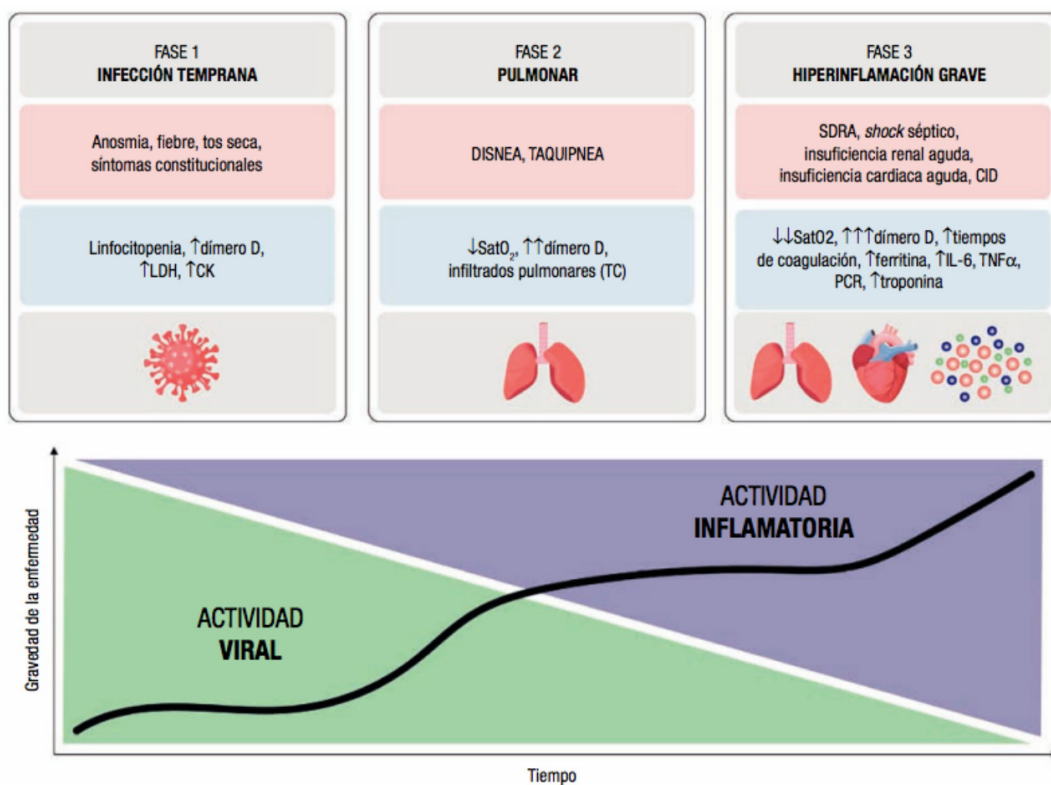 FASE 1
INFECCIÓN TEMPRANA
Anosmia, fiebre, tos seca,
síntomas constitucionales
Linfocitopenia, ↑dímero D,
↑LDH, ↑CK
FASE 2
PULMONAR
DISNEA, TAQUIPNEA
↓SatO₂, ↑↑dímero D,
infiltrados pulmonares (TC)
FASE 3
HIPERINFLAMACIÓN GRAVE
SDRA, shock séptico,
insuficiencia renal aguda,
insuficiencia cardiaca aguda, CID
↓↓SatO2, ↑↑↑dímero D, ↑tiempos
de coagulación, ↑ferritina, ↑IL-6, TNFα,
PCR, ↑troponina
Gravedad de la enfermedad
ACTIVIDAD
VIRAL
ACTIVIDAD
INFLAMATORIA
Tiempo